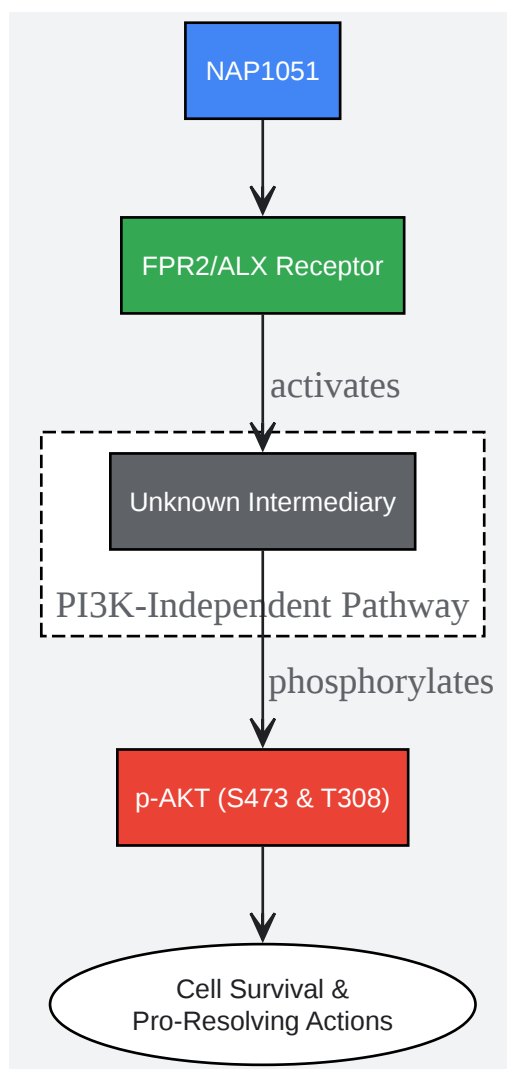 NAP1051
FPR2/ALX Receptor
activates
Unknown Intermediary
PI3K-Independent Pathway
phosphorylates
p-AKT (S473 & T308)
Cell Survival &
Pro-Resolving Actions